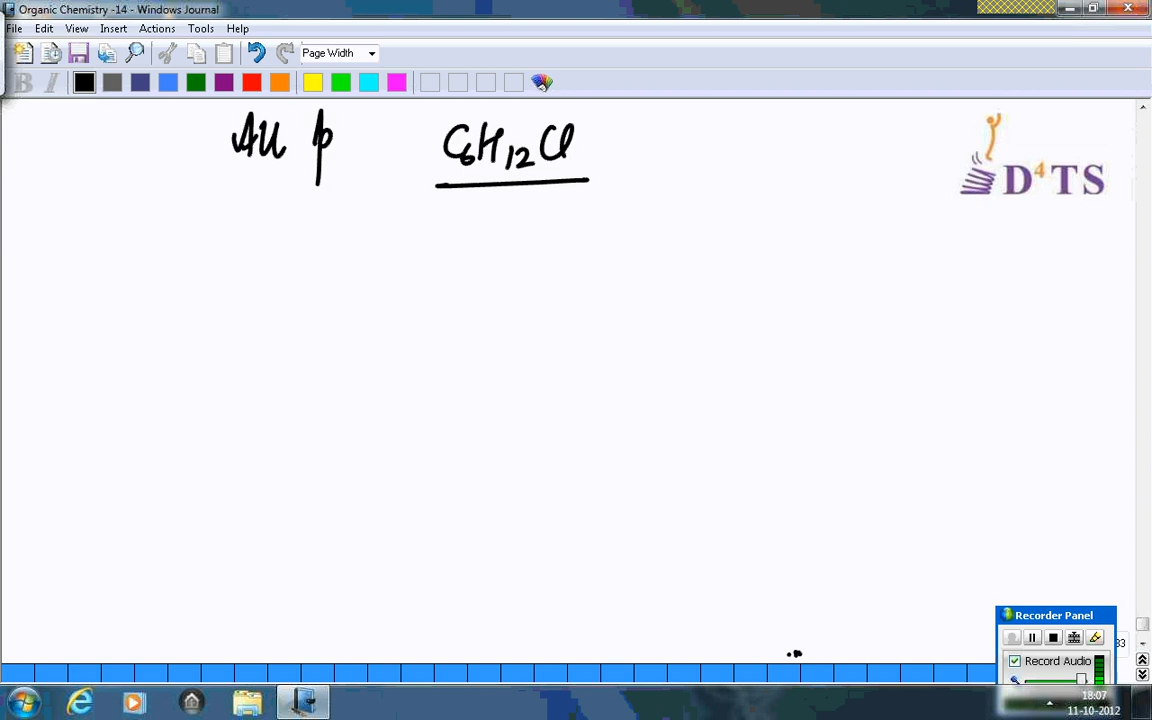 Organic Chemistry -14 - Windows Journal
File Edit View Insert Actions Tools Help
Page Width
B I
All p C6H12Cl
D4TS
Recorder Panel
33
Record Audio
18:07
11-10-2012